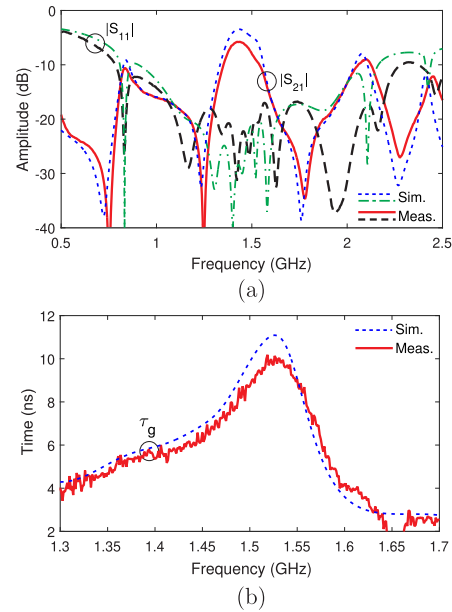 0
|S11|
-10
|S21|
-20
-30
Sim.
Meas.
-40
0.5 1 1.5 2 2.5
Amplitude (dB)
Frequency (GHz)
(a)
12
Sim.
Meas.
10
8
τg
6
4
2
1.3 1.35 1.4 1.45 1.5 1.55 1.6 1.65 1.7
Time (ns)
Frequency (GHz)
(b)